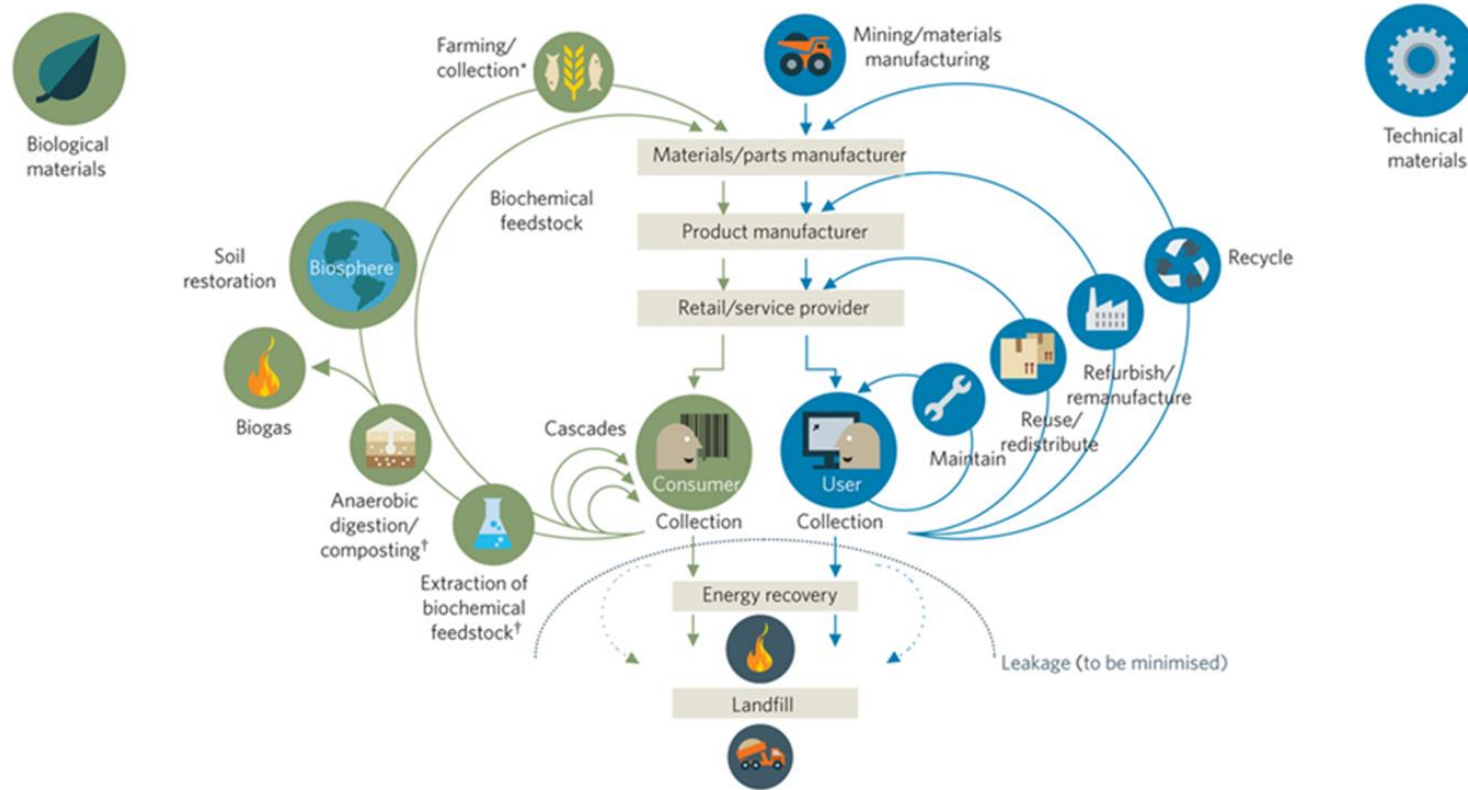 Biological
materials
Farming/
collection*
Mining/materials
manufacturing
Technical
materials
Materials/parts manufacturer
Biochemical
feedstock
Product manufacturer
Soil
restoration
Biosphere
Recycle
Retail/service provider
Biogas
Refurbish/
remanufacture
Reuse/
redistribute
Maintain
Cascades
Consumer
User
Collection
Collection
Anaerobic
digestion/
composting†
Extraction of
biochemical
feedstock†
Energy recovery
Leakage (to be minimised)
Landfill